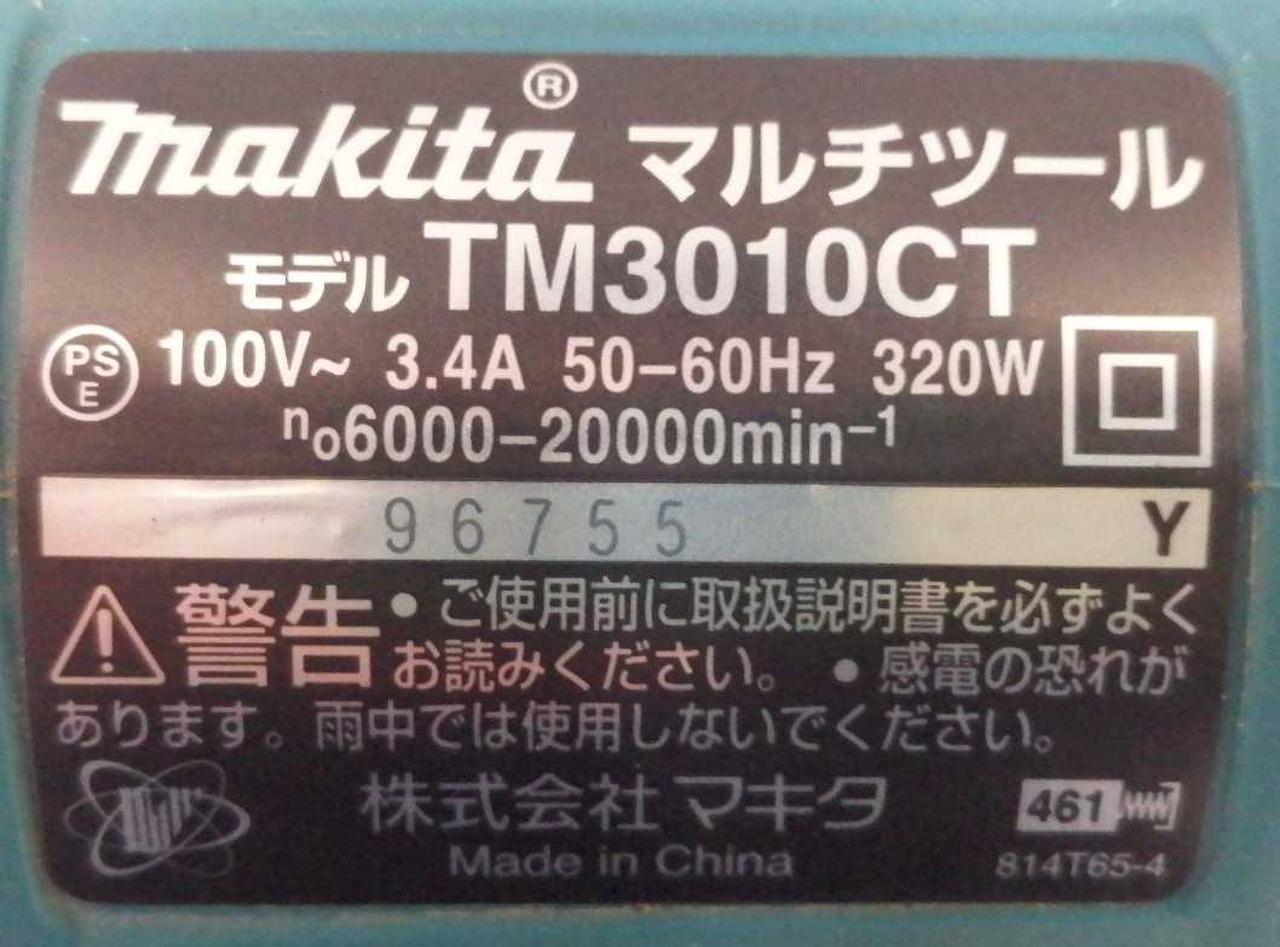 makita® マルチツール
モデル TM3010CT
PSE 100V~ 3.4A 50-60Hz 320W
no6000-20000min-1
96755 Y
警告 ・ご使用前に取扱説明書を必ずよく
お読みください。 ・感電の恐れが
あります。雨中では使用しないでください。
株式会社マキタ 461
Made in China 814T65-4